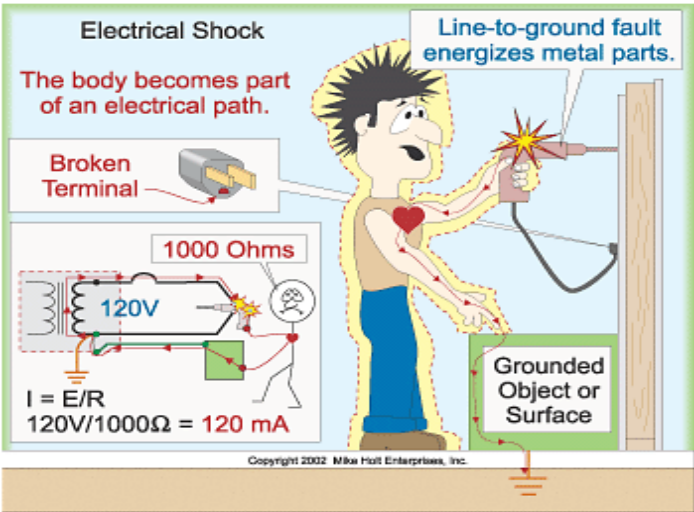 Electrical Shock
The body becomes part
of an electrical path.
Line-to-ground fault
energizes metal parts.
Broken
Terminal
1000 Ohms
120V
I = E/R
120V/1000Ω = 120 mA
Grounded
Object or
Surface
Copyright 2002 Mike Holt Enterprises, Inc.